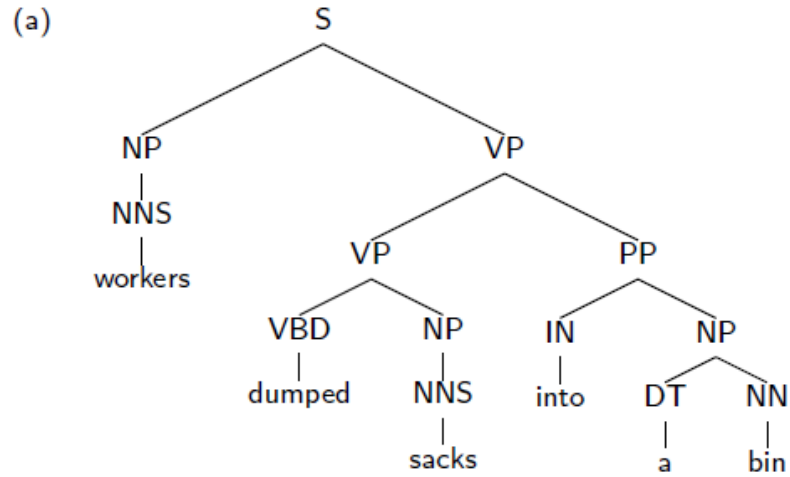 (a) S
NP VP
NNS VP PP
workers VBD NP IN NP
dumped NNS into DT NN
sacks a bin